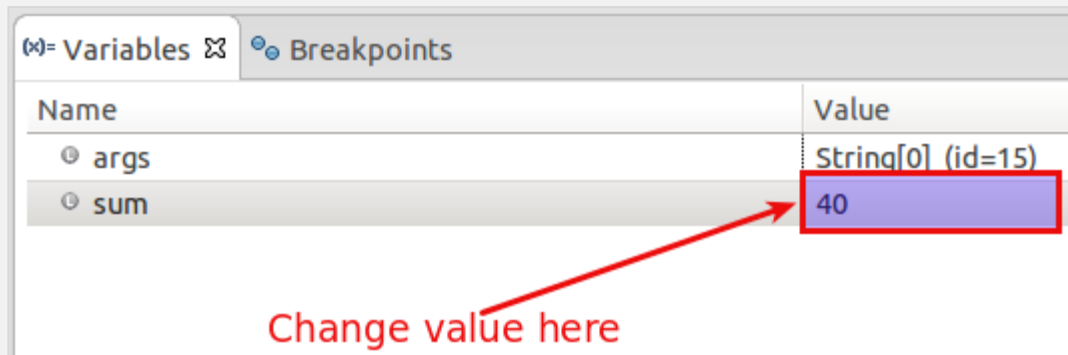 (x)= Variables Breakpoints
Name Value
L args String[0] (id=15)
L sum 40
Change value here